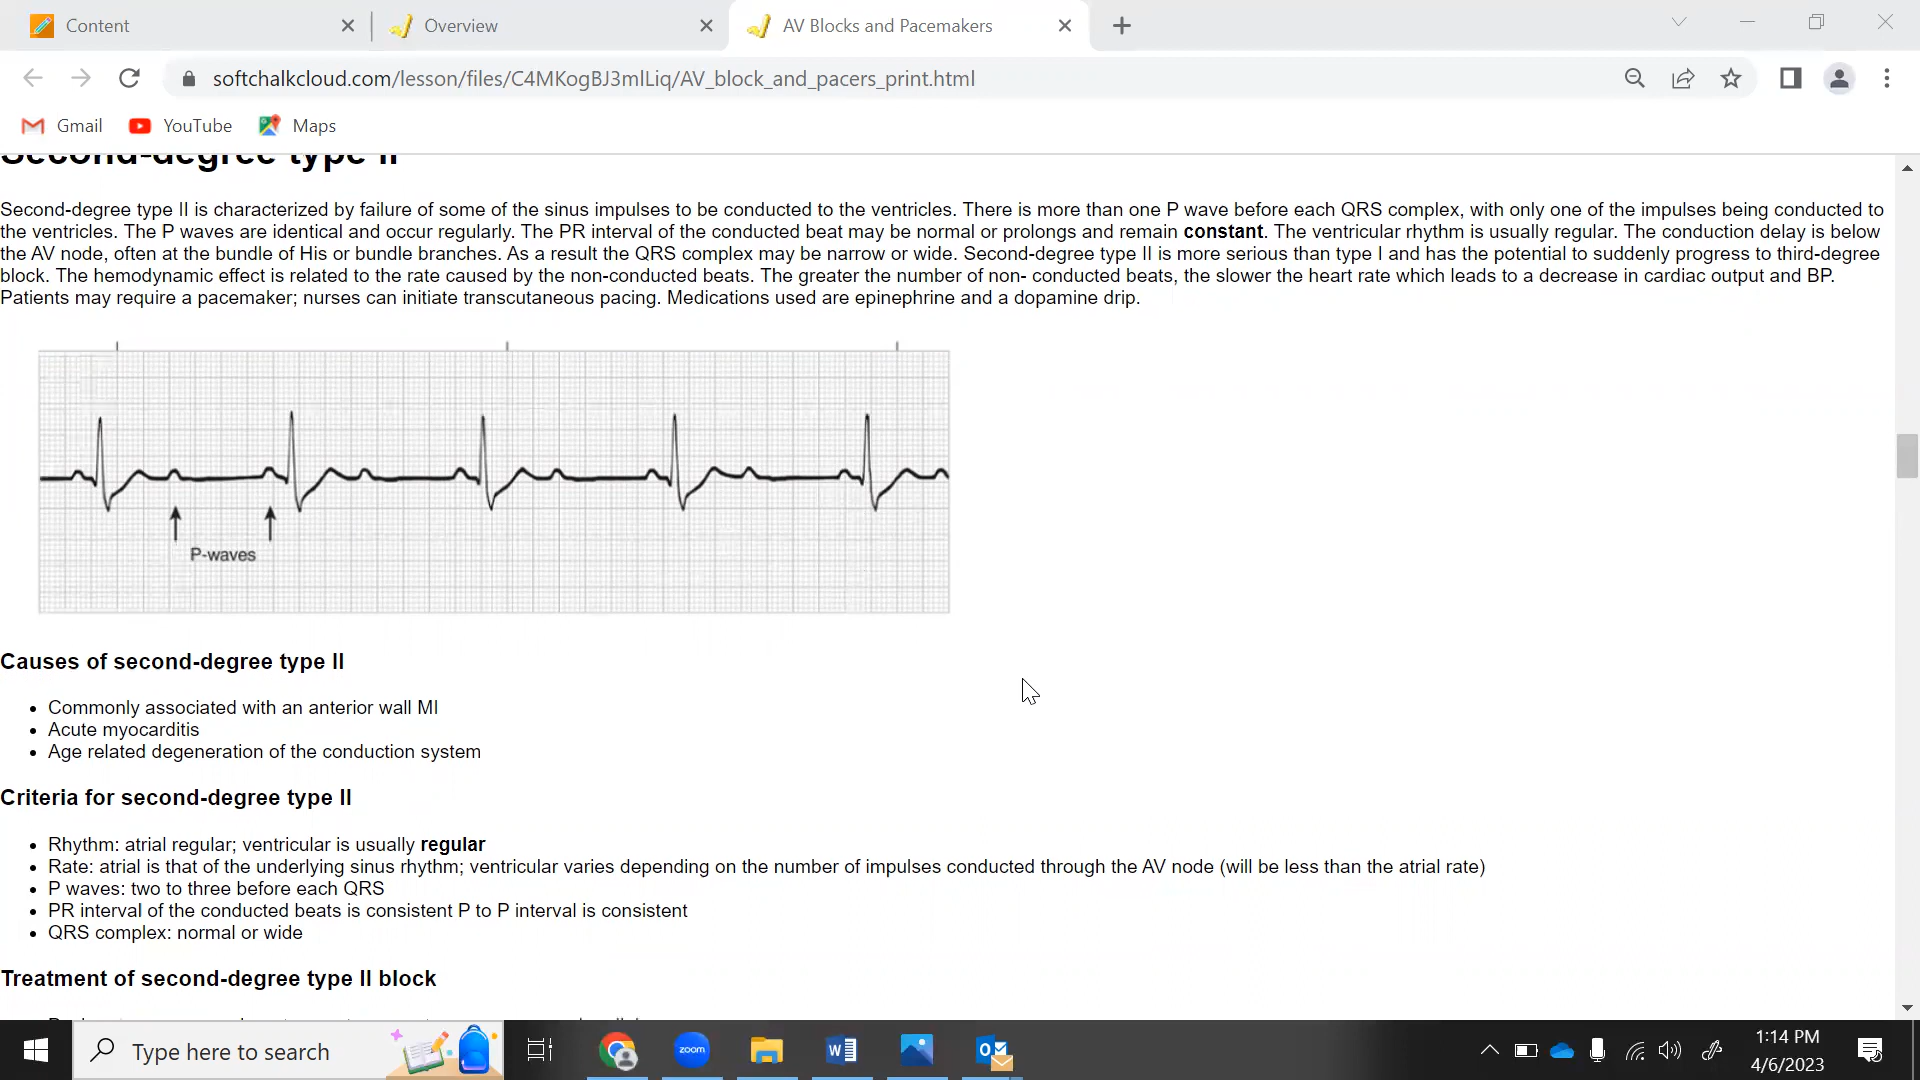 Content
Overview
AV Blocks and Pacemakers
softchalkcloud.com/lesson/files/C4MKogBJ3mlLiq/AV_block_and_pacers_print.html
Gmail
YouTube
Maps
Second-degree type II
Second-degree type II is characterized by failure of some of the sinus impulses to be conducted to the ventricles. There is more than one P wave before each QRS complex, with only one of the impulses being conducted to
the ventricles. The P waves are identical and occur regularly. The PR interval of the conducted beat may be normal or prolongs and remain constant. The ventricular rhythm is usually regular. The conduction delay is below
the AV node, often at the bundle of His or bundle branches. As a result the QRS complex may be narrow or wide. Second-degree type II is more serious than type I and has the potential to suddenly progress to third-degree
block. The hemodynamic effect is related to the rate caused by the non-conducted beats. The greater the number of non- conducted beats, the slower the heart rate which leads to a decrease in cardiac output and BP.
Patients may require a pacemaker; nurses can initiate transcutaneous pacing. Medications used are epinephrine and a dopamine drip.
P-waves
Causes of second-degree type II
• Commonly associated with an anterior wall MI
• Acute myocarditis
• Age related degeneration of the conduction system
Criteria for second-degree type II
• Rhythm: atrial regular; ventricular is usually regular
• Rate: atrial is that of the underlying sinus rhythm; ventricular varies depending on the number of impulses conducted through the AV node (will be less than the atrial rate)
• P waves: two to three before each QRS
• PR interval of the conducted beats is consistent P to P interval is consistent
• QRS complex: normal or wide
Treatment of second-degree type II block
Type here to search
zoom
W
O
1:14 PM
4/6/2023